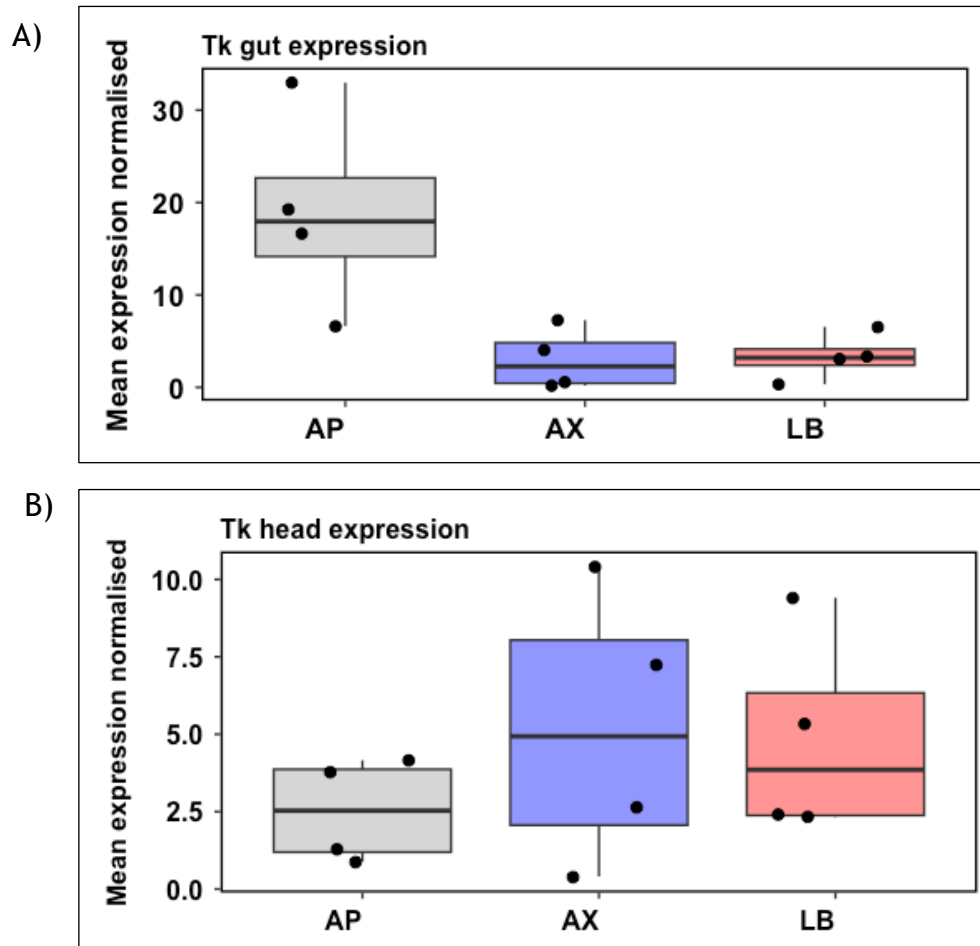 A)
Tk gut expression
Mean expression normalised
30
20
10
0
AP AX LB
B)
Tk head expression
Mean expression normalised
10.0
7.5
5.0
2.5
0.0
AP AX LB